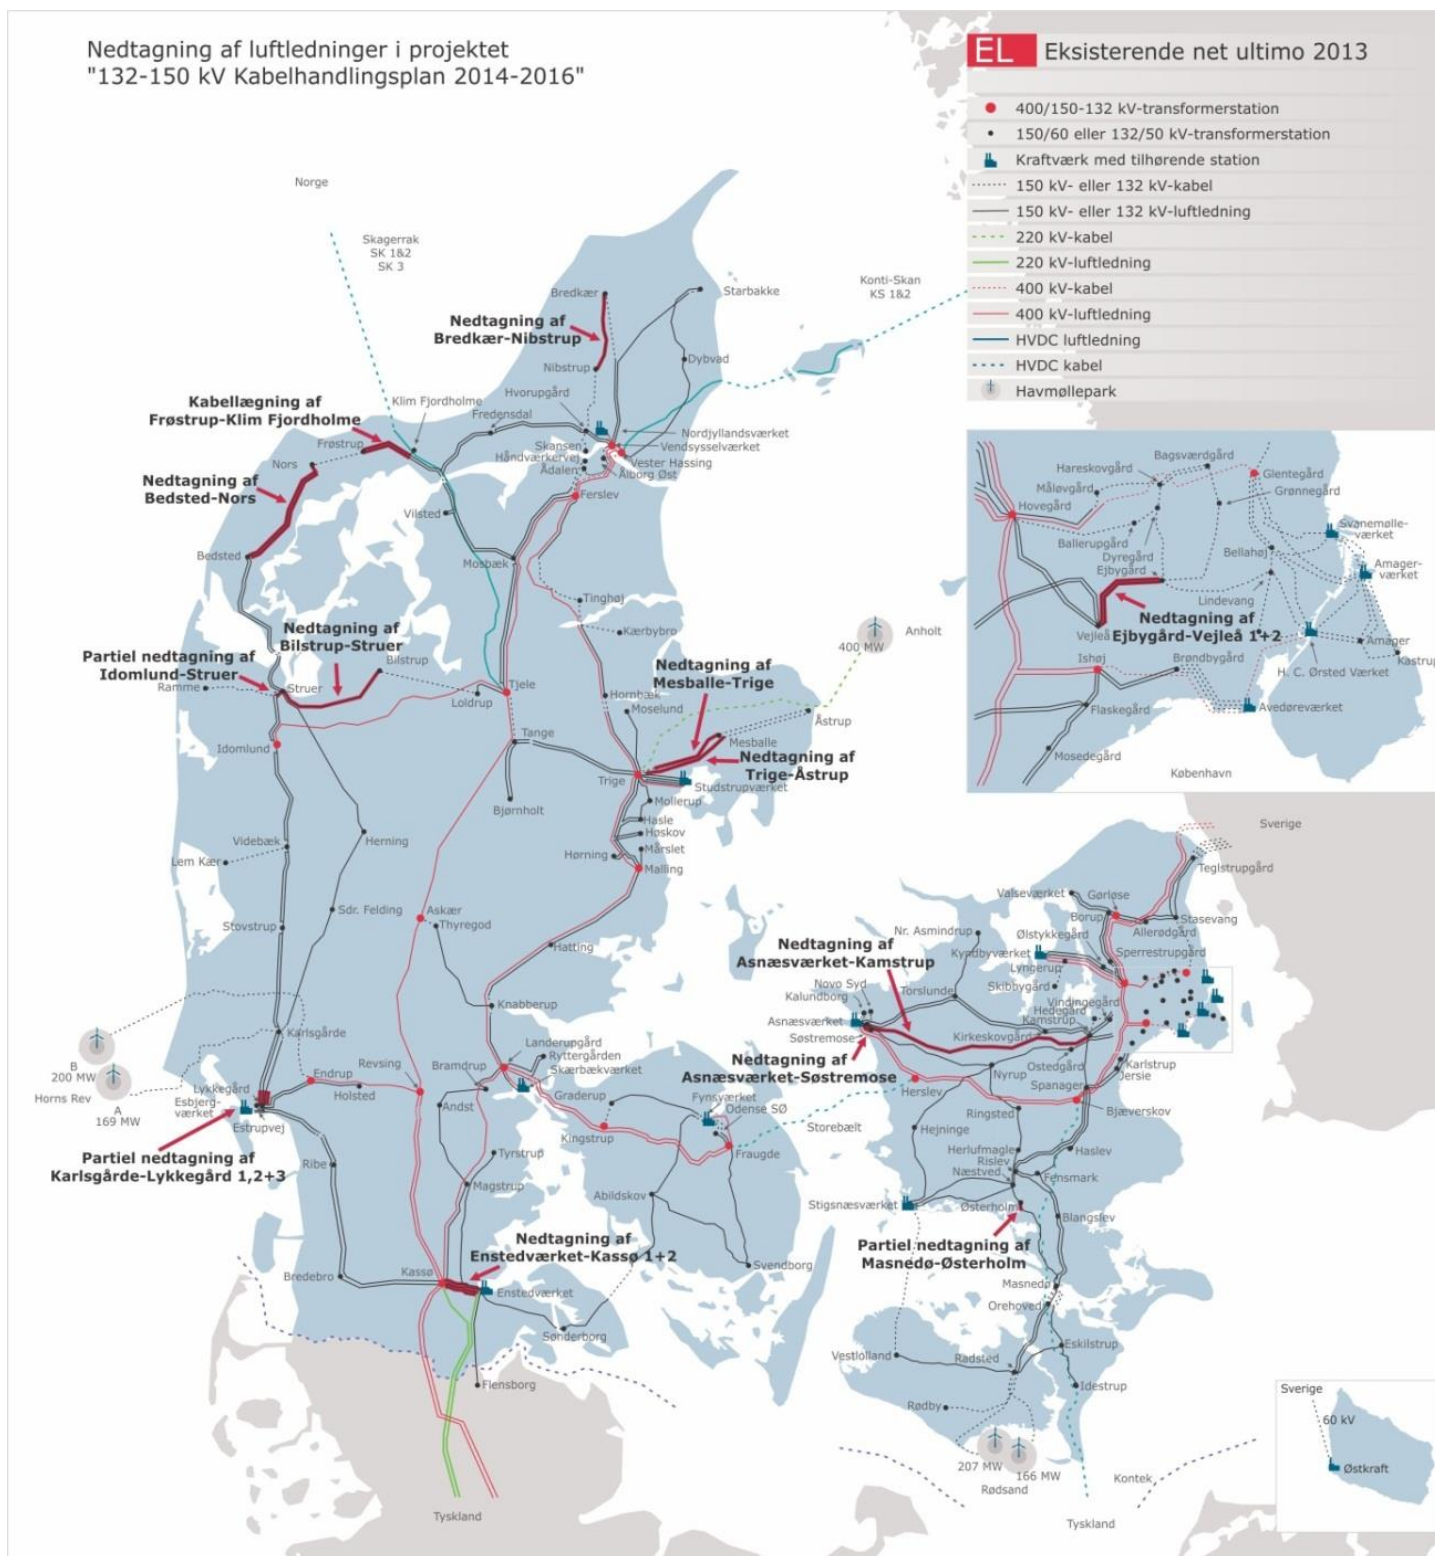 Nedtagning af luftledninger i projektet
"132-150 kV Kabelhandlingsplan 2014-2016"
EL Eksisterende net ultimo 2013
400/150-132 kV-transformerstation
150/60 eller 132/50 kV-transformerstation
Kraftværk med tilhørende station
150 kV- eller 132 kV-kabel
150 kV- eller 132 kV-luftledning
220 kV-kabel
220 kV-luftledning
400 kV-kabel
400 kV-luftledning
HVDC luftledning
HVDC kabel
Havmøllepark
Norge
Skagerrak
SK 1&2
SK 3
Konti-Skan
KS 1&2
Bredkær
Starbakke
Nedtagning af
Bredkær-Nibstrup
Dybvad
Nibstrup
Hvorupgård
Kabellægning af
Frøstrup-Klim Fjordholme
Klim Fjordholme
Fredensdal
Frøstrup
Nordjyllandsværket
Vendsysselværket
Skansen
Håndværkervej
Ådalen
Vester Hassing
Ålborg Øst
Nors
Nedtagning af
Bedsted-Nors
Ferslev
Vilsted
Bedsted
Mosbæk
Tinghøj
Kærbybro
Anholt
400 MW
Nedtagning af
Bilstrup-Struer
Partiel nedtagning af
Idomlund-Struer
Bilstrup
Ramme
Struer
Loldrup
Tjele
Nedtagning af
Mesballe-Trige
Hornbæk
Moselund
Åstrup
Mesballe
Idomlund
Tange
Nedtagning af
Trige-Åstrup
Trige
Studstrupværket
Bjørnholt
Mollerup
Hasle
Høskov
Mårslet
Hørning
Malling
Videbæk
Herning
Lem Kær
Sdr. Felding
Askær
Thyregod
Stovstrup
Hatting
Knabberup
Karlsgårde
B
200 MW
Horns Rev
A
169 MW
Lykkegård
Esbjerg-
værket
Endrup
Holsted
Revsing
Bramdrup
Landerupgård
Ryttergården
Skærbækværket
Estrupvej
Andst
Graderup
Fynsværket
Odense SØ
Kingstrup
Fraugde
Storebælt
Partiel nedtagning af
Karlsgårde-Lykkegård 1,2+3
Ribe
Tyrstrup
Magstrup
Abildskov
Nedtagning af
Enstedværket-Kassø 1+2
Svendborg
Bredebro
Kassø
Enstedværket
Sønderborg
Flensborg
Tyskland
Bagsværdgård
Hareskovgård
Glentegård
Måløvgård
Grønnegård
Hovegård
Svanemølle-
værket
Ballerupgård
Dyregård
Ejbygård
Bellahøj
Amager-
værket
Lindevang
Nedtagning af
Ejbygård-Vejleå 1+2
Vejleå
Amager
Kastrup
Ishøj
Brøndbygård
H. C. Ørsted Værket
Flaskegård
Avedøreværket
Mosedegård
København
Sverige
Teglstrupgård
Valseværket
Gørløse
Borup
Stasevang
Ølstykkegård
Allerødgård
Nr. Asmindrup
Kyndbyværket
Sperrestrupgård
Lyngerup
Nedtagning af
Asnæsværket-Kamstrup
Skibbygård
Novo Syd
Kalundborg
Torslunde
Vindingegård
Hedegård
Kamstrup
Asnæsværket
Søstremose
Kirkeskovgård
Nedtagning af
Asnæsværket-Søstremose
Ostedgård
Karlstrup
Jersie
Nyrup
Herslev
Spanager
Ringsted
Bjæverskov
Hejninge
Herlufmagle
Rislev
Haslev
Næstved
Fensmark
Stigsnæsværket
Østerholm
Blangslev
Partiel nedtagning af
Masnedø-Østerholm
Masnedø
Orehoved
Eskilstrup
Vestlolland
Radsted
Idestrup
Rødby
207 MW
166 MW
Rødsand
Kontek
Tyskland
Sverige
60 kV
Østkraft